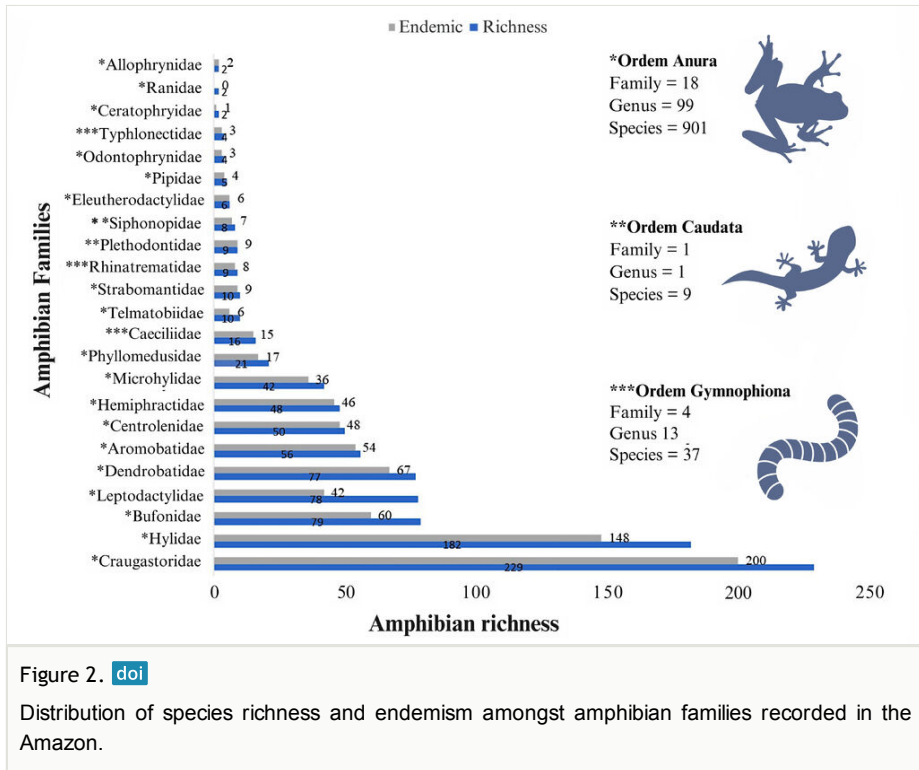 Endemic Richness
*Allophrynidae 2 2
*Ranidae 0 2
*Ceratophryidae 1 2
***Typhlonectidae 3 4
*Odontophrynidae 3 4
*Pipidae 4 5
*Eleutherodactylidae 6 6
* *Siphonopidae 7 8
**Plethodontidae 9 9
***Rhinatrematidae 8 9
*Strabomantidae 9 10
*Telmatobiidae 6 10
***Caeciliidae 15 16
*Phyllomedusidae 17 21
*Microhylidae 36 42
*Hemiphractidae 46 48
*Centrolenidae 48 50
*Aromobatidae 54 56
*Dendrobatidae 67 77
*Leptodactylidae 42 78
*Bufonidae 60 79
*Hylidae 148 182
*Craugastoridae 200 229
Amphibian Families
0 50 100 150 200 250
Amphibian richness
*Ordem Anura
Family = 18
Genus = 99
Species = 901
**Ordem Caudata
Family = 1
Genus = 1
Species = 9
***Ordem Gymnophiona
Family = 4
Genus 13
Species = 37
Figure 2. doi
Distribution of species richness and endemism amongst amphibian families recorded in the
Amazon.